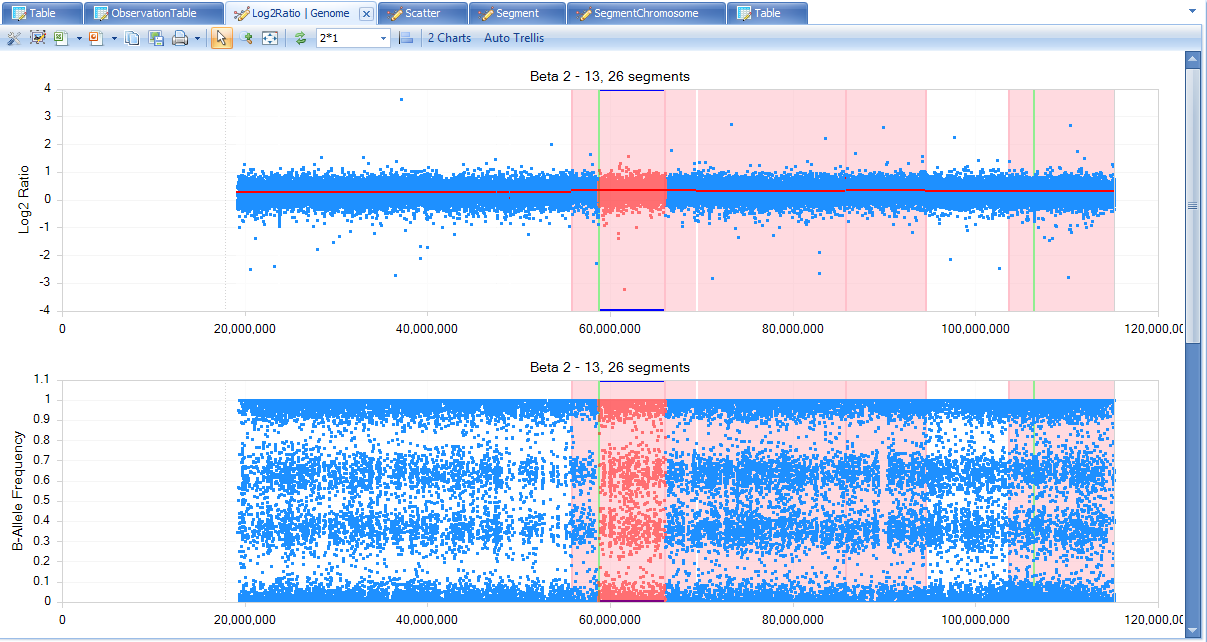 Table ObservationTable Log2Ratio | Genome Scatter Segment SegmentChromosome Table
2*1 2 Charts Auto Trellis
Beta 2 - 13, 26 segments
4
3
2
1
0
-1
-2
-3
-4
Log2 Ratio
0 20,000,000 40,000,000 60,000,000 80,000,000 100,000,000 120,000,0(
Beta 2 - 13, 26 segments
1.1
1
0.9
0.8
0.7
0.6
0.5
0.4
0.3
0.2
0.1
0
B-Allele Frequency
0 20,000,000 40,000,000 60,000,000 80,000,000 100,000,000 120,000,0(